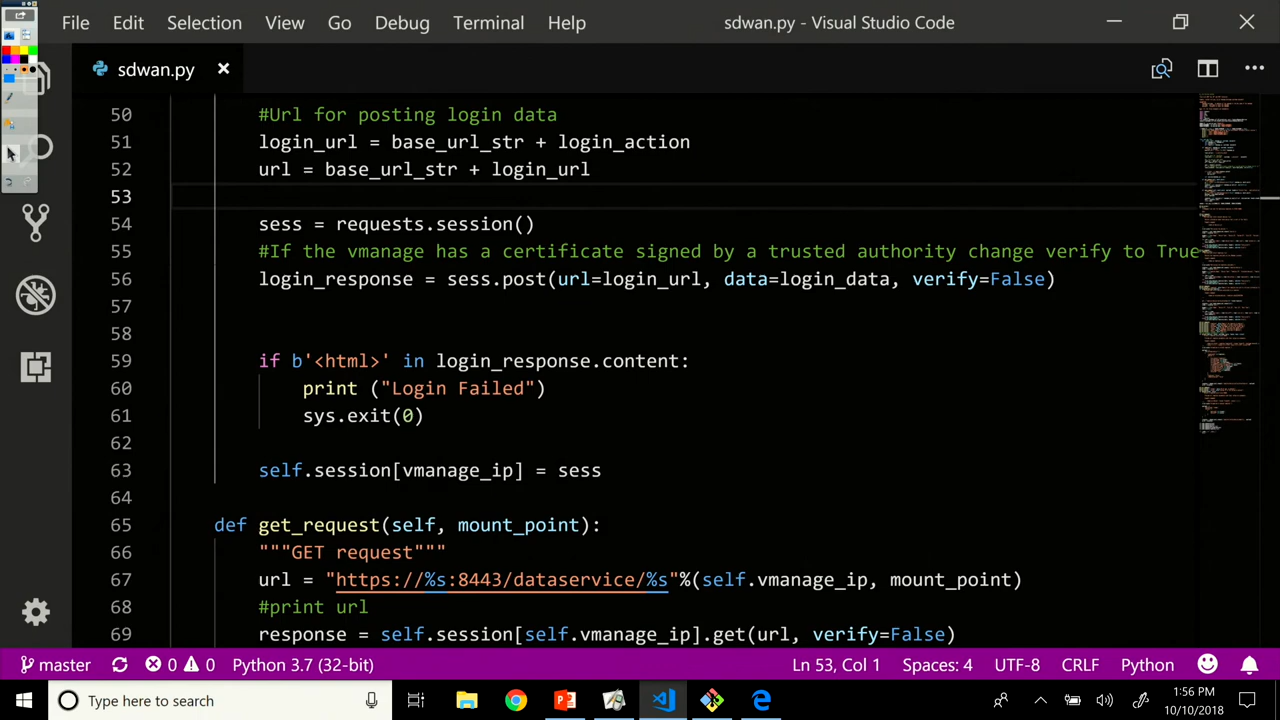 File Edit Selection View Go Debug Terminal Help sdwan.py - Visual Studio Code
sdwan.py
50 #Url for posting login data
51 login_url = base_url_str + login_action
52 url = base_url_str + login_url
53
54 sess = requests.session()
55 #If the vmanage has a certificate signed by a trusted authority change verify to True
56 login_response = sess.post(url=login_url, data=login_data, verify=False)
57
58
59 if b'<html>' in login_response.content:
60 print ("Login Failed")
61 sys.exit(0)
62
63 self.session[vmanage_ip] = sess
64
65 def get_request(self, mount_point):
66 """GET request"""
67 url = "https://%s:8443/dataservice/%s"%(self.vmanage_ip, mount_point)
68 #print url
69 response = self.session[self.vmanage_ip].get(url, verify=False)
master 0 0 Python 3.7 (32-bit) Ln 53, Col 1 Spaces: 4 UTF-8 CRLF Python
Type here to search
1:56 PM
10/10/2018